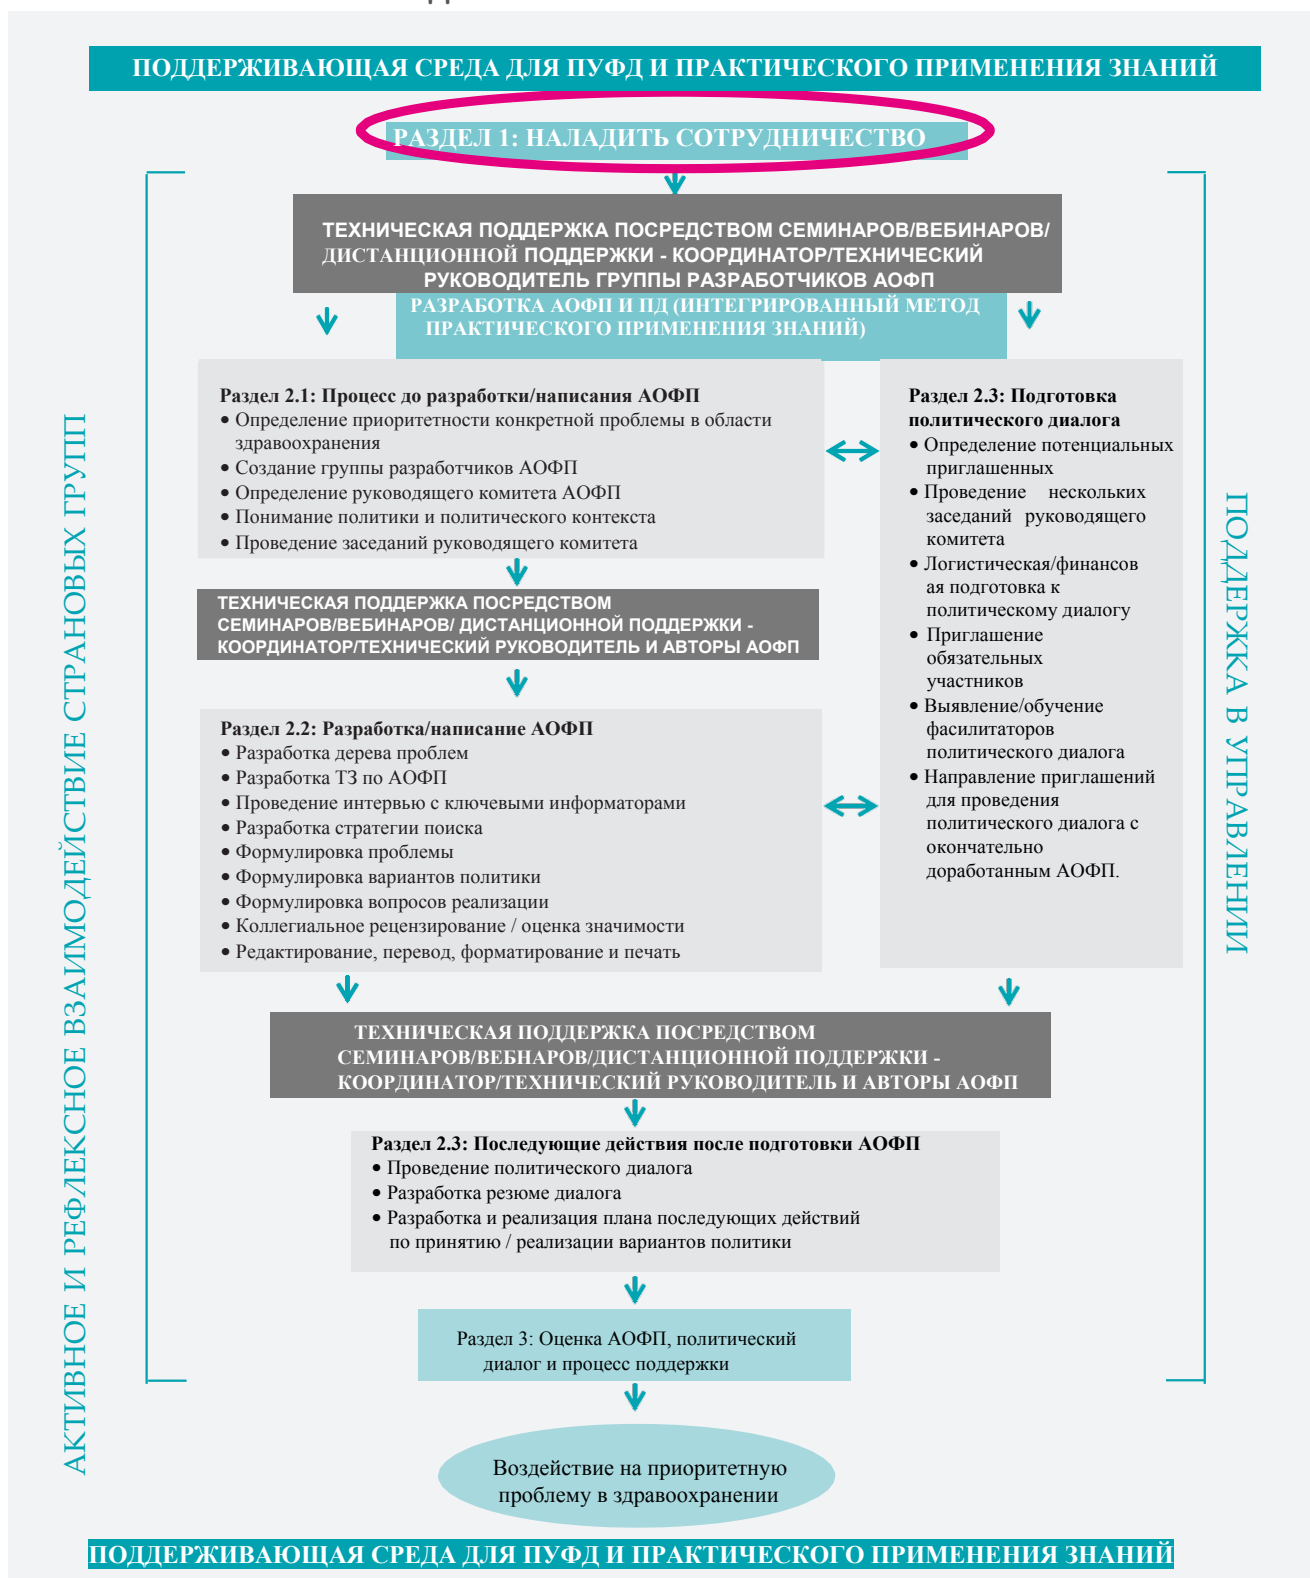 ПОДДЕРЖИВАЮЩАЯ СРЕДА ДЛЯ ПУФД И ПРАКТИЧЕСКОГО ПРИМЕНЕНИЯ ЗНАНИЙ
РАЗДЕЛ 1: НАЛАДИТЬ СОТРУДНИЧЕСТВО
ТЕХНИЧЕСКАЯ ПОДДЕРЖКА ПОСРЕДСТВОМ СЕМИНАРОВ/ВЕБИНАРОВ/
ДИСТАНЦИОННОЙ ПОДДЕРЖКИ - КООРДИНАТОР/ТЕХНИЧЕСКИЙ
РУКОВОДИТЕЛЬ ГРУППЫ РАЗРАБОТЧИКОВ АОФП
РАЗРАБОТКА АОФП И ПД (ИНТЕГРИРОВАННЫЙ МЕТОД
ПРАКТИЧЕСКОГО ПРИМЕНЕНИЯ ЗНАНИЙ)
АКТИВНОЕ И РЕФЛЕКСНОЕ ВЗАИМОДЕЙСТВИЕ СТРАНОВЫХ ГРУПП
Раздел 2.1: Процесс до разработки/написания АОФП
• Определение приоритетности конкретной проблемы в области
здравоохранения
• Создание группы разработчиков АОФП
• Определение руководящего комитета АОФП
• Понимание политики и политического контекста
• Проведение заседаний руководящего комитета
ТЕХНИЧЕСКАЯ ПОДДЕРЖКА ПОСРЕДСТВОМ
СЕМИНАРОВ/ВЕБИНАРОВ/ ДИСТАНЦИОННОЙ ПОДДЕРЖКИ -
КООРДИНАТОР/ТЕХНИЧЕСКИЙ РУКОВОДИТЕЛЬ И АВТОРЫ АОФП
Раздел 2.2: Разработка/написание АОФП
• Разработка дерева проблем
• Разработка ТЗ по АОФП
• Проведение интервью с ключевыми информаторами
• Разработка стратегии поиска
• Формулировка проблемы
• Формулировка вариантов политики
• Формулировка вопросов реализации
• Коллегиальное рецензирование / оценка значимости
• Редактирование, перевод, форматирование и печать
Раздел 2.3: Подготовка
политического диалога
• Определение потенциальных
приглашенных
• Проведение нескольких
заседаний руководящего
комитета
• Логистическая/финансов
ая подготовка к
политическому диалогу
• Приглашение
обязательных
участников
• Выявление/обучение
фасилитаторов
политического диалога
• Направление приглашений
для проведения
политического диалога с
окончательно
доработанным АОФП.
ПОДДЕРЖКА В УПРАВЛЕНИИ
ТЕХНИЧЕСКАЯ ПОДДЕРЖКА ПОСРЕДСТВОМ
СЕМИНАРОВ/ВЕБНАРОВ/ДИСТАНЦИОННОЙ ПОДДЕРЖКИ -
КООРДИНАТОР/ТЕХНИЧЕСКИЙ РУКОВОДИТЕЛЬ И АВТОРЫ АОФП
Раздел 2.3: Последующие действия после подготовки АОФП
• Проведение политического диалога
• Разработка резюме диалога
• Разработка и реализация плана последующих действий
по принятию / реализации вариантов политики
Раздел 3: Оценка АОФП, политический
диалог и процесс поддержки
Воздействие на приоритетную
проблему в здравоохранении
ПОДДЕРЖИВАЮЩАЯ СРЕДА ДЛЯ ПУФД И ПРАКТИЧЕСКОГО ПРИМЕНЕНИЯ ЗНАНИЙ